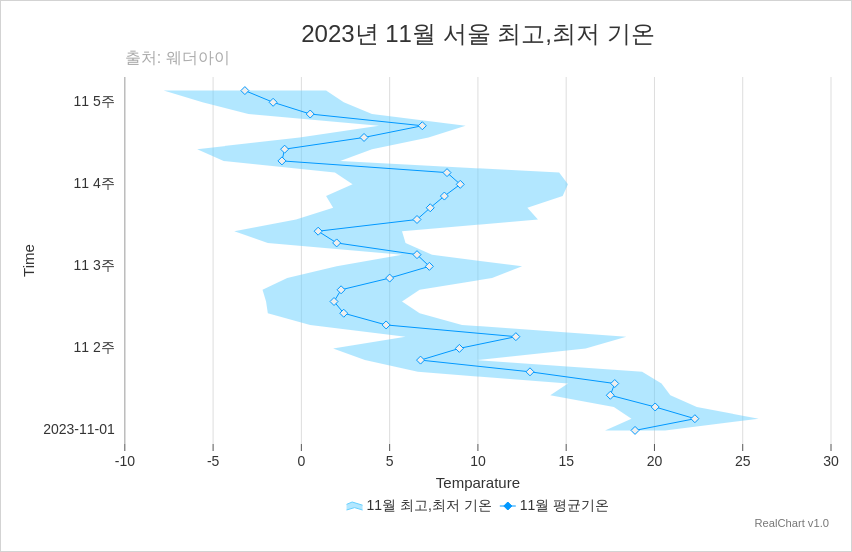 2023년 11월 서울 최고,최저 기온
출처: 웨더아이
11 5주
11 4주
11 3주
11 2주
2023-11-01
Time
-10 -5 0 5 10 15 20 25 30
Temparature
11월 최고,최저 기온 11월 평균기온
RealChart v1.0